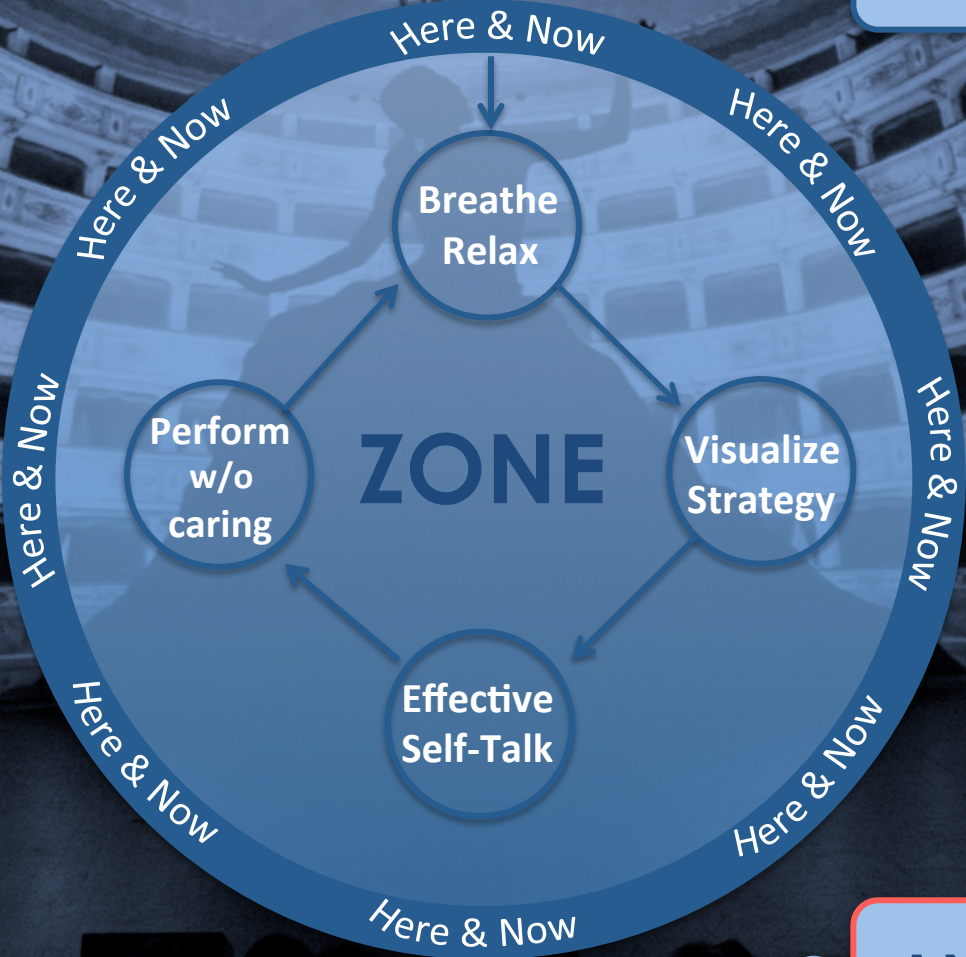 Here & Now
Here & Now
Here & Now
Breathe
Relax
Here & Now
Here & Now
Perform
w/o
caring
ZONE
Visualize
Strategy
Effective
Self-Talk
Here & Now
Here & Now
Here & Now